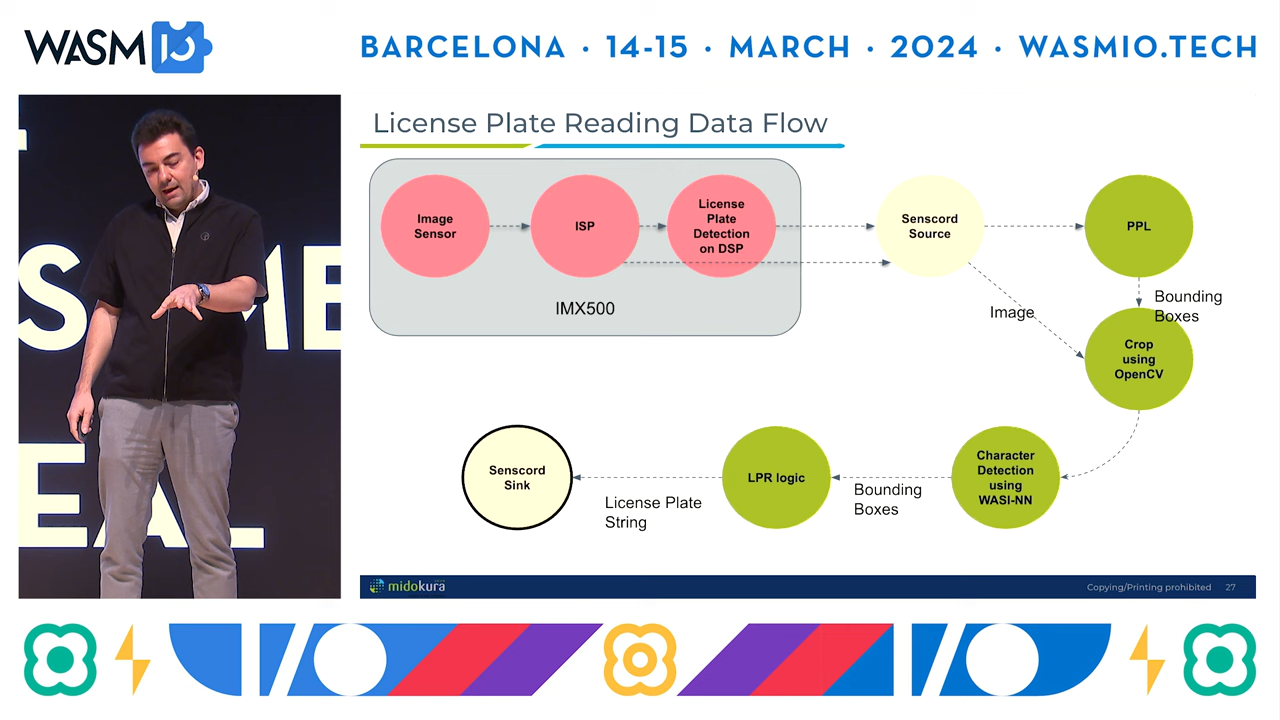 WASM IO
BARCELONA · 14-15 · MARCH · 2024 · WASMIO.TECH
License Plate Reading Data Flow
Image
Sensor
ISP
License
Plate
Detection
on DSP
IMX500
Senscord
Source
PPL
Image
Bounding
Boxes
Crop
using
OpenCV
Character
Detection
using
WASI-NN
Bounding
Boxes
LPR logic
License Plate
String
Senscord
Sink
midokura
Copying/Printing prohibited 27